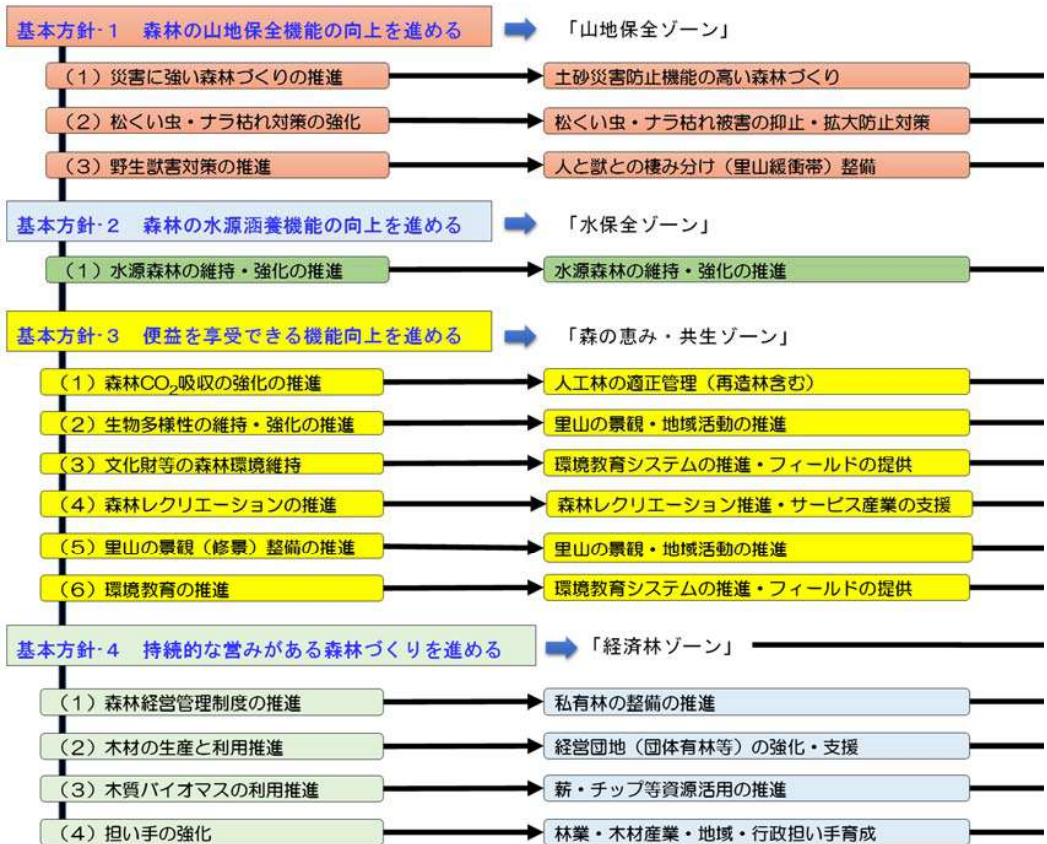 基本方針-1 森林の山地保全機能の向上を進める 「山地保全ゾーン」
(1)災害に強い森林づくりの推進 土砂災害防止機能の高い森林づくり
(2)松くい虫・ナラ枯れ対策の強化 松くい虫・ナラ枯れ被害の抑止・拡大防止対策
(3)野生獣害対策の推進 人と獣との棲み分け(里山緩衝帯)整備
基本方針-2 森林の水源涵養機能の向上を進める 「水保全ゾーン」
(1)水源森林の維持・強化の推進 水源森林の維持・強化の推進
基本方針-3 便益を享受できる機能向上を進める 「森の恵み・共生ゾーン」
(1)森林CO₂吸収の強化の推進 人工林の適正管理(再造林含む)
(2)生物多様性の維持・強化の推進 里山の景観・地域活動の推進
(3)文化財等の森林環境維持 環境教育システムの推進・フィールドの提供
(4)森林レクリエーションの推進 森林レクリエーション推進・サービス産業の支援
(5)里山の景観(修景)整備の推進 里山の景観・地域活動の推進
(6)環境教育の推進 環境教育システムの推進・フィールドの提供
基本方針-4 持続的な営みがある森林づくりを進める 「経済林ゾーン」
(1)森林経営管理制度の推進 私有林の整備の推進
(2)木材の生産と利用推進 経営団地(団体有林等)の強化・支援
(3)木質バイオマスの利用推進 薪・チップ等資源活用の推進
(4)担い手の強化 林業・木材産業・地域・行政担い手育成